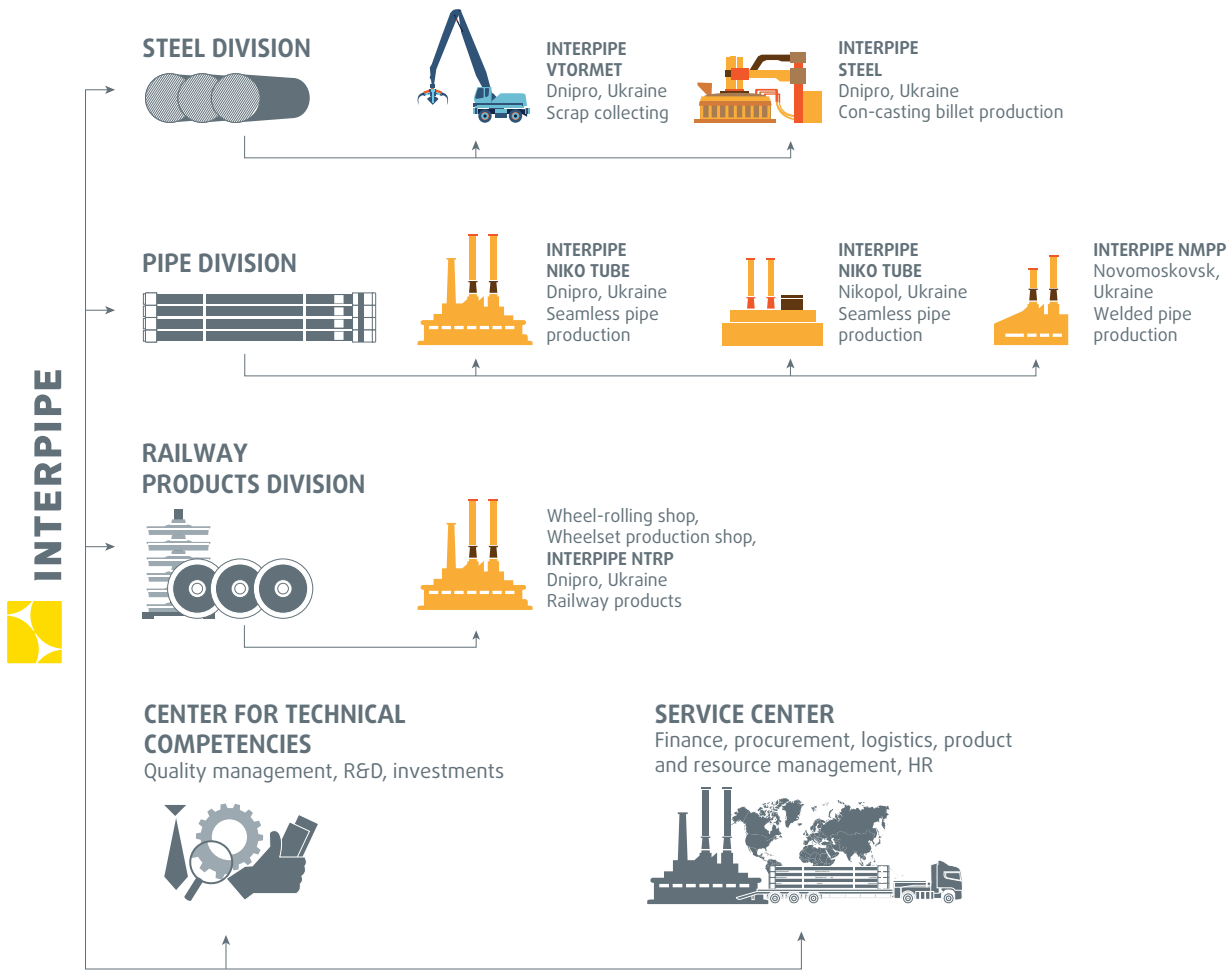 INTERPIPE
STEEL DIVISION
INTERPIPE
VTORMET
Dnipro, Ukraine
Scrap collecting
INTERPIPE
STEEL
Dnipro, Ukraine
Con-casting billet production
PIPE DIVISION
INTERPIPE
NIKO TUBE
Dnipro, Ukraine
Seamless pipe
production
INTERPIPE
NIKO TUBE
Nikopol, Ukraine
Seamless pipe
production
INTERPIPE NMPP
Novomoskovsk,
Ukraine
Welded pipe
production
RAILWAY
PRODUCTS DIVISION
Wheel-rolling shop,
Wheelset production shop,
INTERPIPE NTRP
Dnipro, Ukraine
Railway products
CENTER FOR TECHNICAL
COMPETENCIES
Quality management, R&D, investments
SERVICE CENTER
Finance, procurement, logistics, product
and resource management, HR